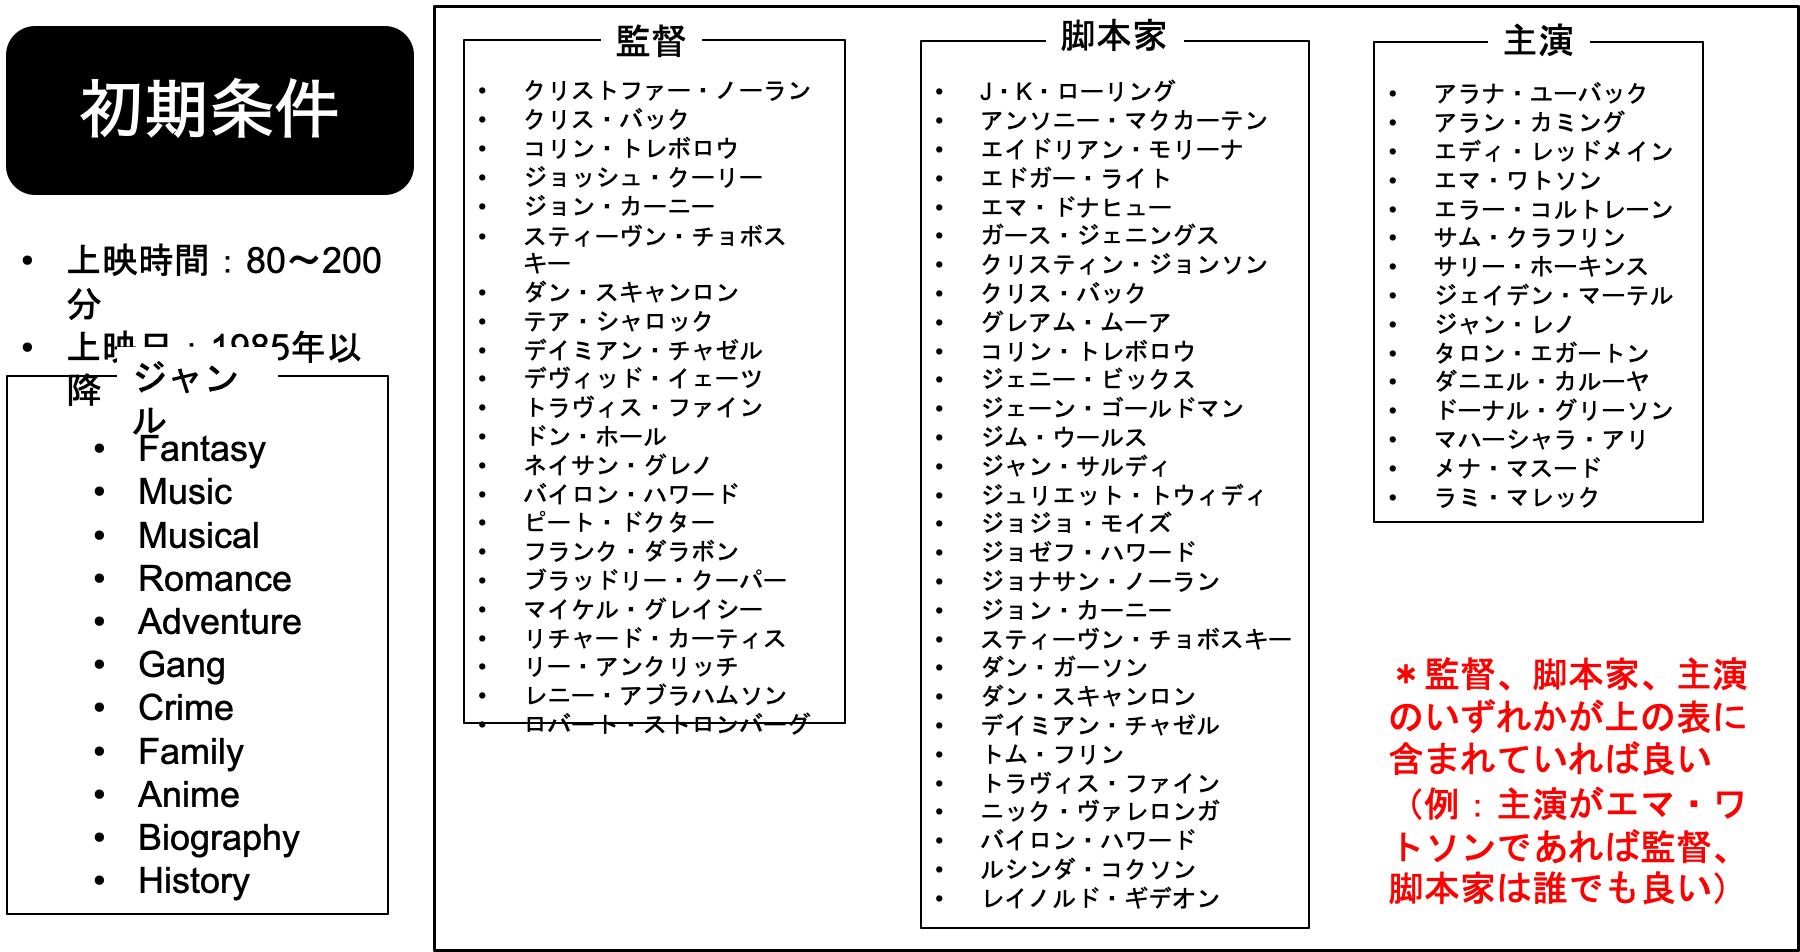 初期条件
• 上映時間：80〜200
分
• 上映日：1985年以
降
ジャン
ル
• Fantasy
• Music
• Musical
• Romance
• Adventure
• Gang
• Crime
• Family
• Anime
• Biography
• History
監督
• クリストファー・ノーラン
• クリス・バック
• コリン・トレボロウ
• ジョッシュ・クーリー
• ジョン・カーニー
• スティーヴン・チョボス
キー
• ダン・スキャンロン
• テア・シャロック
• デイミアン・チャゼル
• デヴィッド・イェーツ
• トラヴィス・ファイン
• ドン・ホール
• ネイサン・グレノ
• バイロン・ハワード
• ピート・ドクター
• フランク・ダラボン
• ブラッドリー・クーパー
• マイケル・グレイシー
• リチャード・カーティス
• リー・アンクリッチ
• レニー・アブラハムソン
• ロバート・ストロンバーグ
脚本家
• J・K・ローリング
• アンソニー・マクカーテン
• エイドリアン・モリーナ
• エドガー・ライト
• エマ・ドナヒュー
• ガース・ジェニングス
• クリスティン・ジョンソン
• クリス・バック
• グレアム・ムーア
• コリン・トレボロウ
• ジェニー・ビックス
• ジェーン・ゴールドマン
• ジム・ウールス
• ジャン・サルディ
• ジュリエット・トウィディ
• ジョジョ・モイズ
• ジョゼフ・ハワード
• ジョナサン・ノーラン
• ジョン・カーニー
• スティーヴン・チョボスキー
• ダン・ガーソン
• ダン・スキャンロン
• デイミアン・チャゼル
• トム・フリン
• トラヴィス・ファイン
• ニック・ヴァレロンガ
• バイロン・ハワード
• ルシンダ・コクソン
• レイノルド・ギデオン
主演
• アラナ・ユーバック
• アラン・カミング
• エディ・レッドメイン
• エマ・ワトソン
• エラー・コルトレーン
• サム・クラフリン
• サリー・ホーキンス
• ジェイデン・マーテル
• ジャン・レノ
• タロン・エガートン
• ダニエル・カルーヤ
• ドーナル・グリーソン
• マハーシャラ・アリ
• メナ・マスード
• ラミ・マレック
＊監督、脚本家、主演
のいずれかが上の表に
含まれていれば良い
（例：主演がエマ・ワ
トソンであれば監督、
脚本家は誰でも良い）